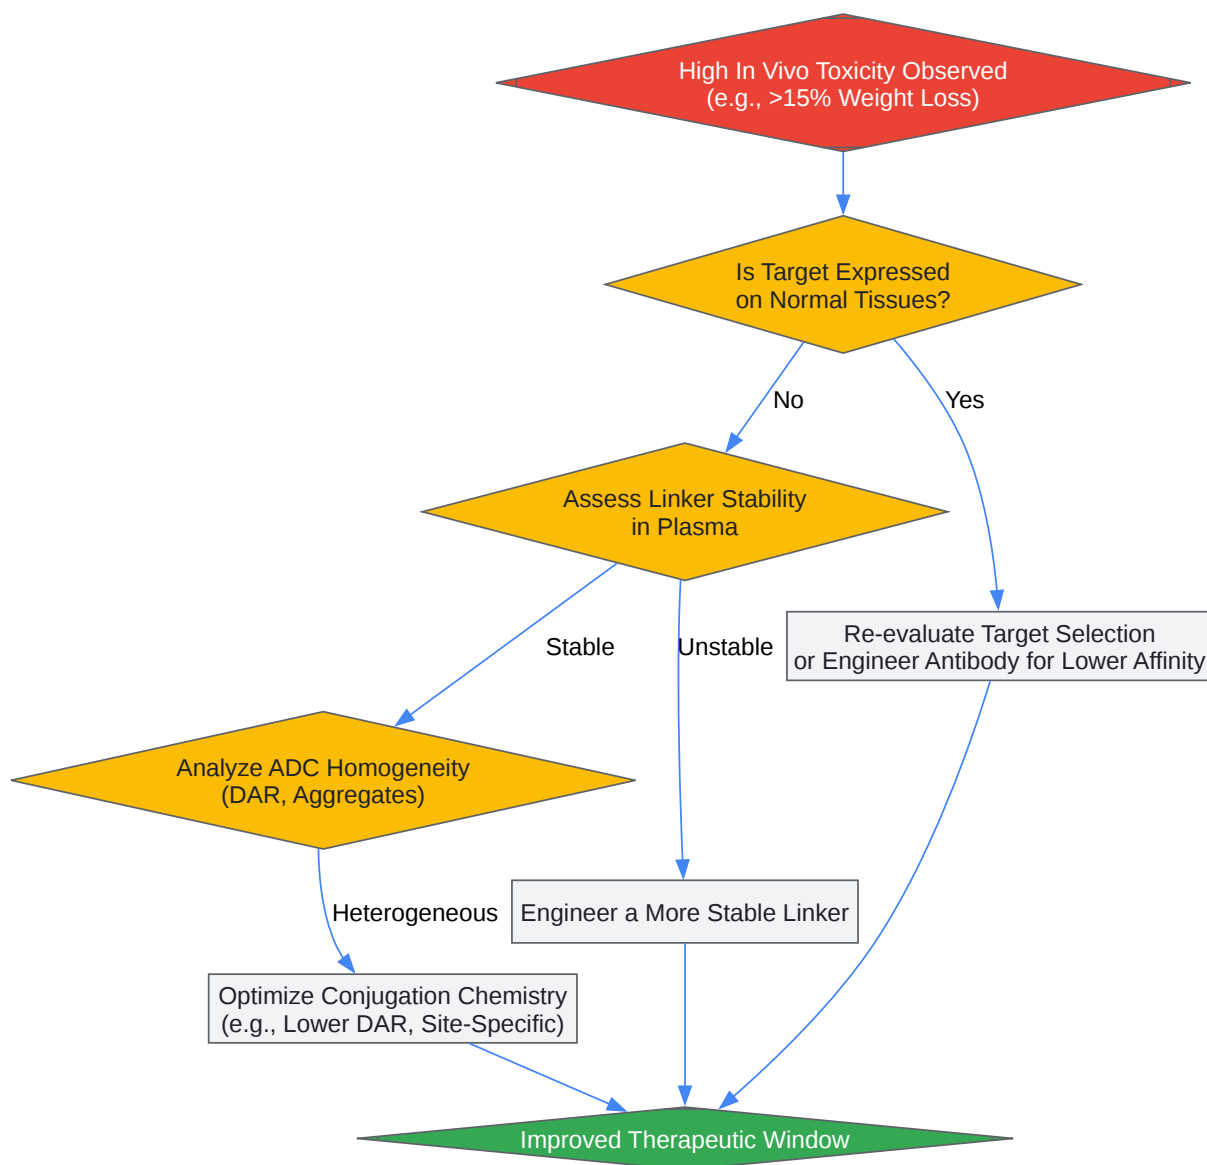 High In Vivo Toxicity Observed
(e.g., >15% Weight Loss)
Is Target Expressed
on Normal Tissues?
No
Yes
Assess Linker Stability
in Plasma
Stable
Unstable
Re-evaluate Target Selection
or Engineer Antibody for Lower Affinity
Analyze ADC Homogeneity
(DAR, Aggregates)
Heterogeneous
Engineer a More Stable Linker
Optimize Conjugation Chemistry
(e.g., Lower DAR, Site-Specific)
Improved Therapeutic Window